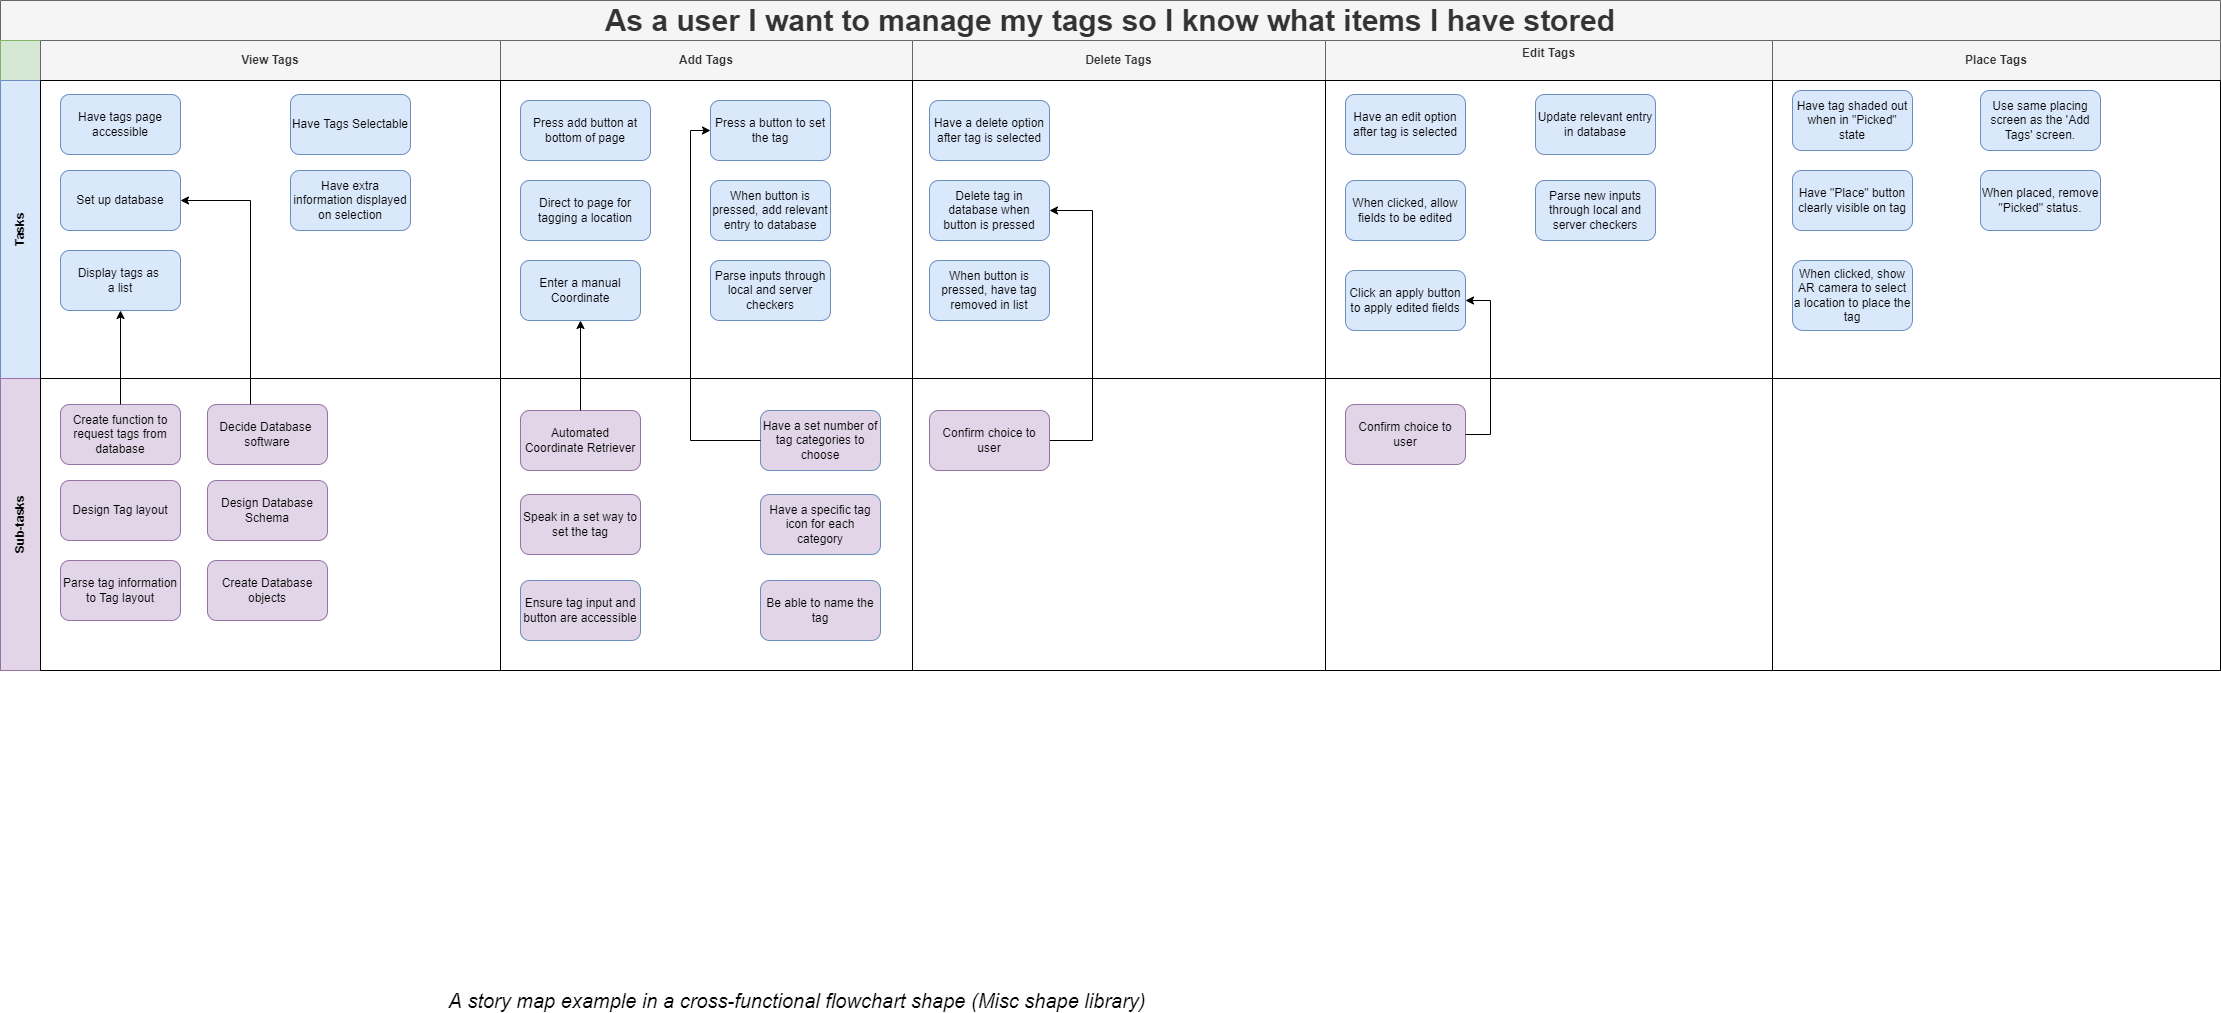 As a user I want to manage my tags so I know what items I have stored
View Tags
Add Tags
Delete Tags
Edit Tags
Place Tags
Tasks
Have tags page
accessible
Have Tags Selectable
Set up database
Have extra
information displayed
on selection
Display tags as
a list
Press add button at
bottom of page
Press a button to set
the tag
Direct to page for
tagging a location
When button is
pressed, add relevant
entry to database
Enter a manual
Coordinate
Parse inputs through
local and server
checkers
Have a delete option
after tag is selected
Delete tag in
database when
button is pressed
When button is
pressed, have tag
removed in list
Have an edit option
after tag is selected
Update relevant entry
in database
When clicked, allow
fields to be edited
Parse new inputs
through local and
server checkers
Click an apply button
to apply edited fields
Have tag shaded out
when in "Picked"
state
Use same placing
screen as the 'Add
Tags' screen.
Have "Place" button
clearly visible on tag
When placed, remove
"Picked" status.
When clicked, show
AR camera to select
a location to place the
tag
Sub-tasks
Create function to
request tags from
database
Decide Database
software
Design Tag layout
Design Database
Schema
Parse tag information
to Tag layout
Create Database
objects
Automated
Coordinate Retriever
Have a set number of
tag categories to
choose
Speak in a set way to
set the tag
Have a specific tag
icon for each
category
Ensure tag input and
button are accessible
Be able to name the
tag
Confirm choice to
user
Confirm choice to
user
A story map example in a cross-functional flowchart shape (Misc shape library)